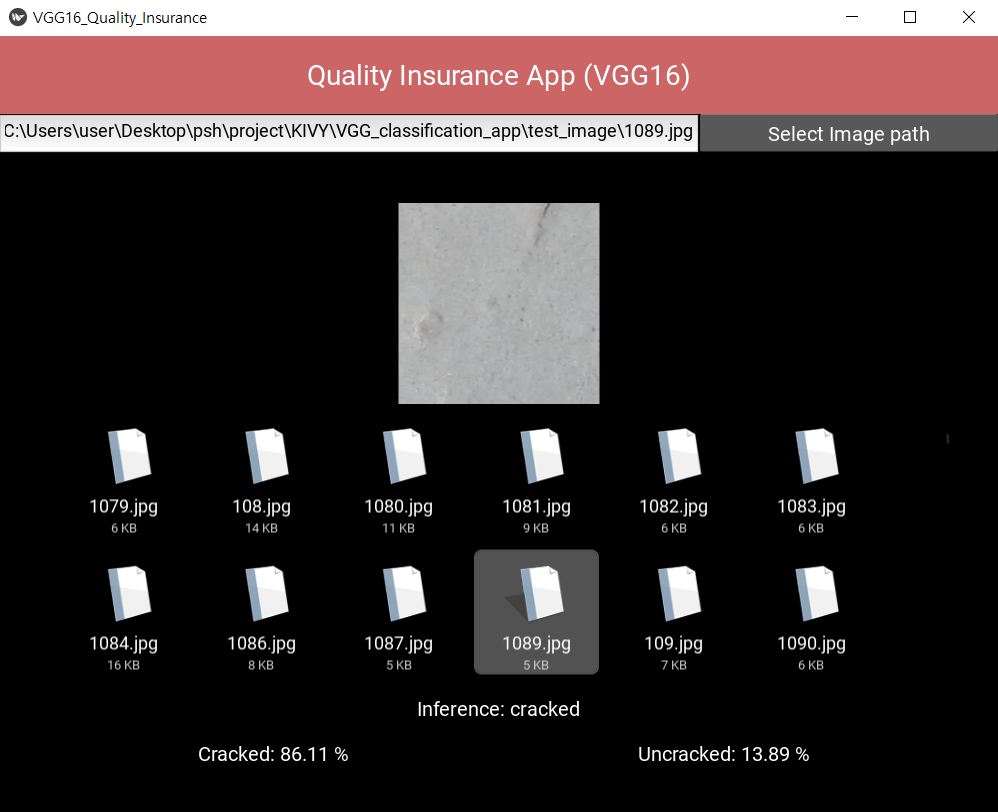 VGG16_Quality_Insurance
Quality Insurance App (VGG16)
C:\Users\user\Desktop\psh\project\KIVY\VGG_classification_app\test_image\1089.jpg
Select Image path
1079.jpg 108.jpg 1080.jpg 1081.jpg 1082.jpg 1083.jpg
6 KB 14 KB 11 KB 9 KB 6 KB 6 KB
1084.jpg 1086.jpg 1087.jpg 1089.jpg 109.jpg 1090.jpg
16 KB 8 KB 5 KB 5 KB 7 KB 6 KB
Inference: cracked
Cracked: 86.11 % Uncracked: 13.89 %